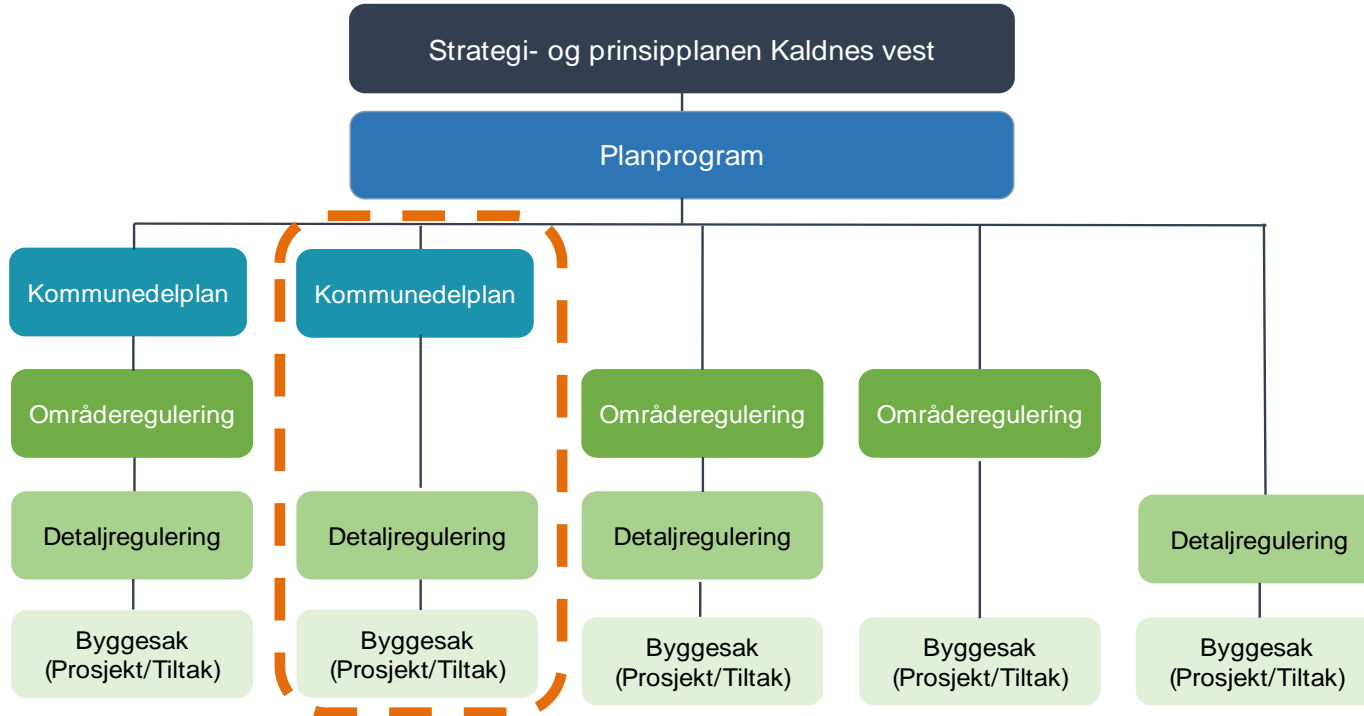 Strategi- og prinsipplanen Kaldnes vest
Planprogram
Kommunedelplan
Kommunedelplan
Områderegulering
Områderegulering
Områderegulering
Detaljregulering
Detaljregulering
Detaljregulering
Detaljregulering
Byggesak
(Prosjekt/Tiltak)
Byggesak
(Prosjekt/Tiltak)
Byggesak
(Prosjekt/Tiltak)
Byggesak
(Prosjekt/Tiltak)
Byggesak
(Prosjekt/Tiltak)